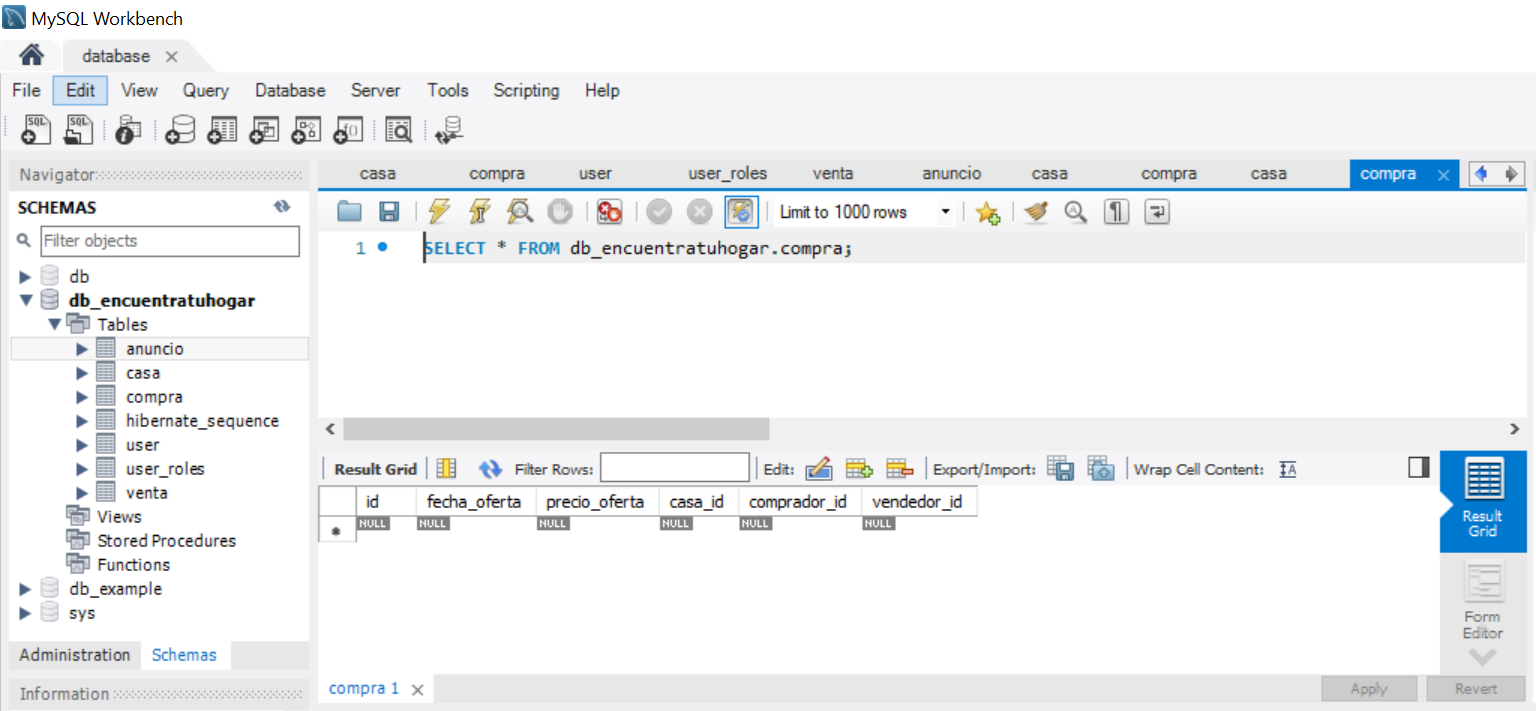 MySQL Workbench
database
File Edit View Query Database Server Tools Scripting Help
SQL SQL
Navigator
SCHEMAS
Filter objects
db
db_encuentratuhogar
Tables
anuncio
casa
compra
hibernate_sequence
user
user_roles
venta
Views
Stored Procedures
Functions
db_example
sys
Administration Schemas
Information
casa compra user user_roles venta anuncio casa compra casa compra
Limit to 1000 rows
1 SELECT * FROM db_encuentratuhogar.compra;
Result Grid Filter Rows: Edit: Export/Import: Wrap Cell Content:
id fecha_oferta precio_oferta casa_id comprador_id vendedor_id
NULL NULL NULL NULL NULL NULL
Result
Grid
Form
Editor
compra 1
Apply Revert